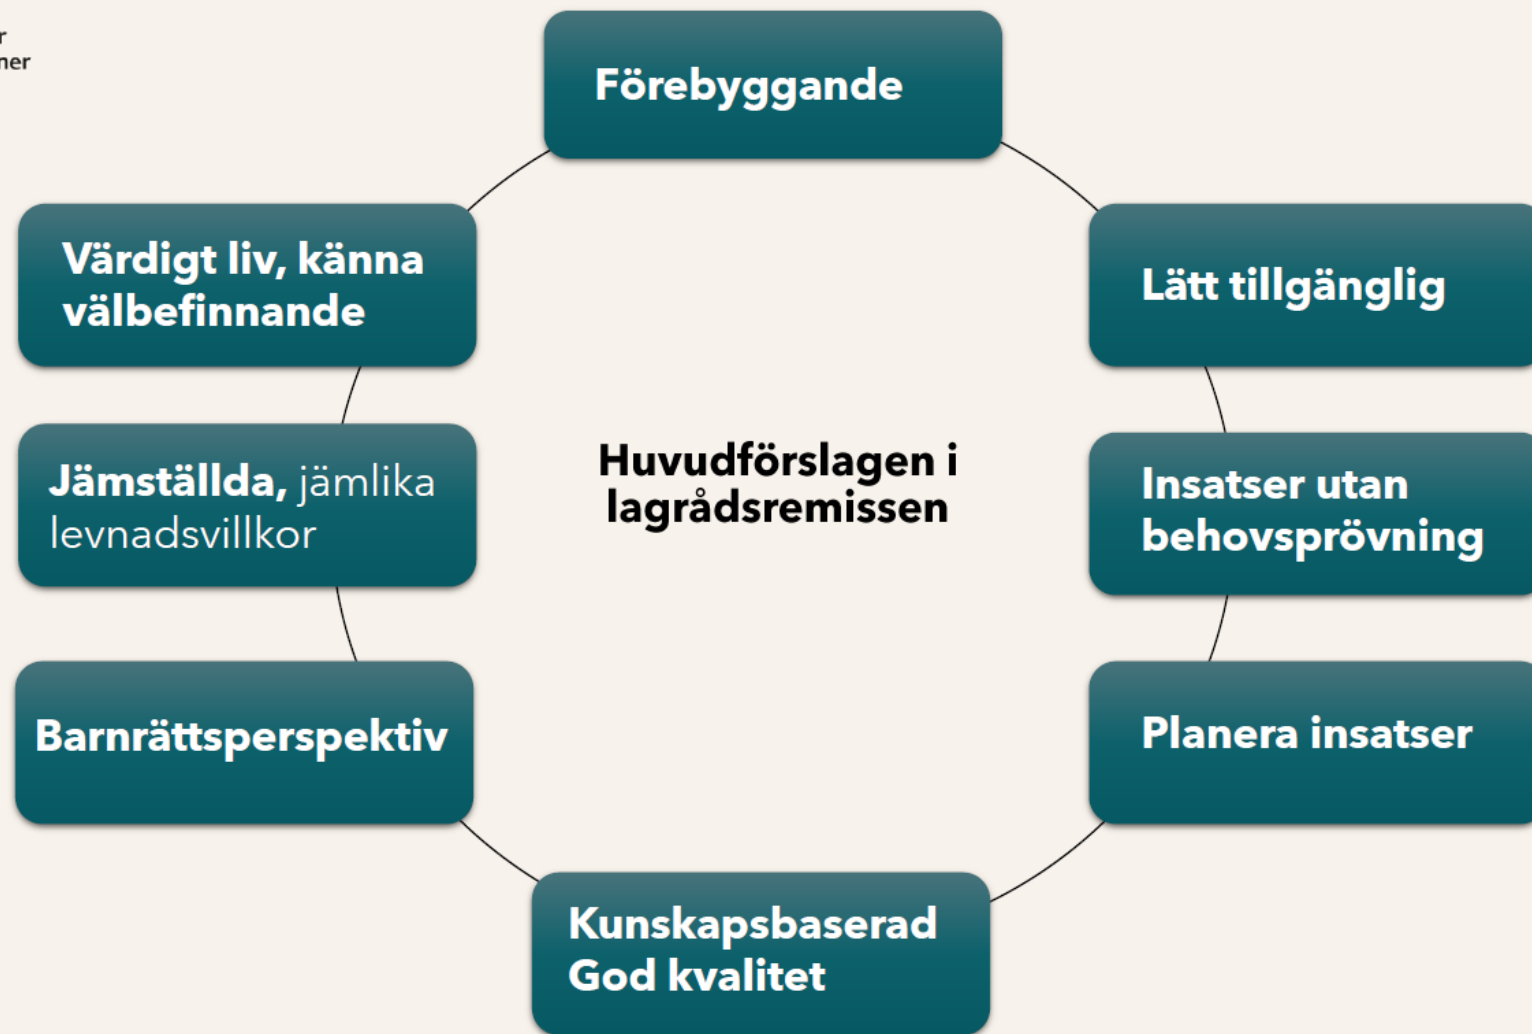 Förebyggande
Lätt tillgänglig
Insatser utan
behovsprövning
Planera insatser
Kunskapsbaserad
God kvalitet
Barnrättsperspektiv
Jämställda, jämlika
levnadsvillkor
Värdigt liv, känna
välbefinnande
Huvudförslagen i
lagrådsremissen